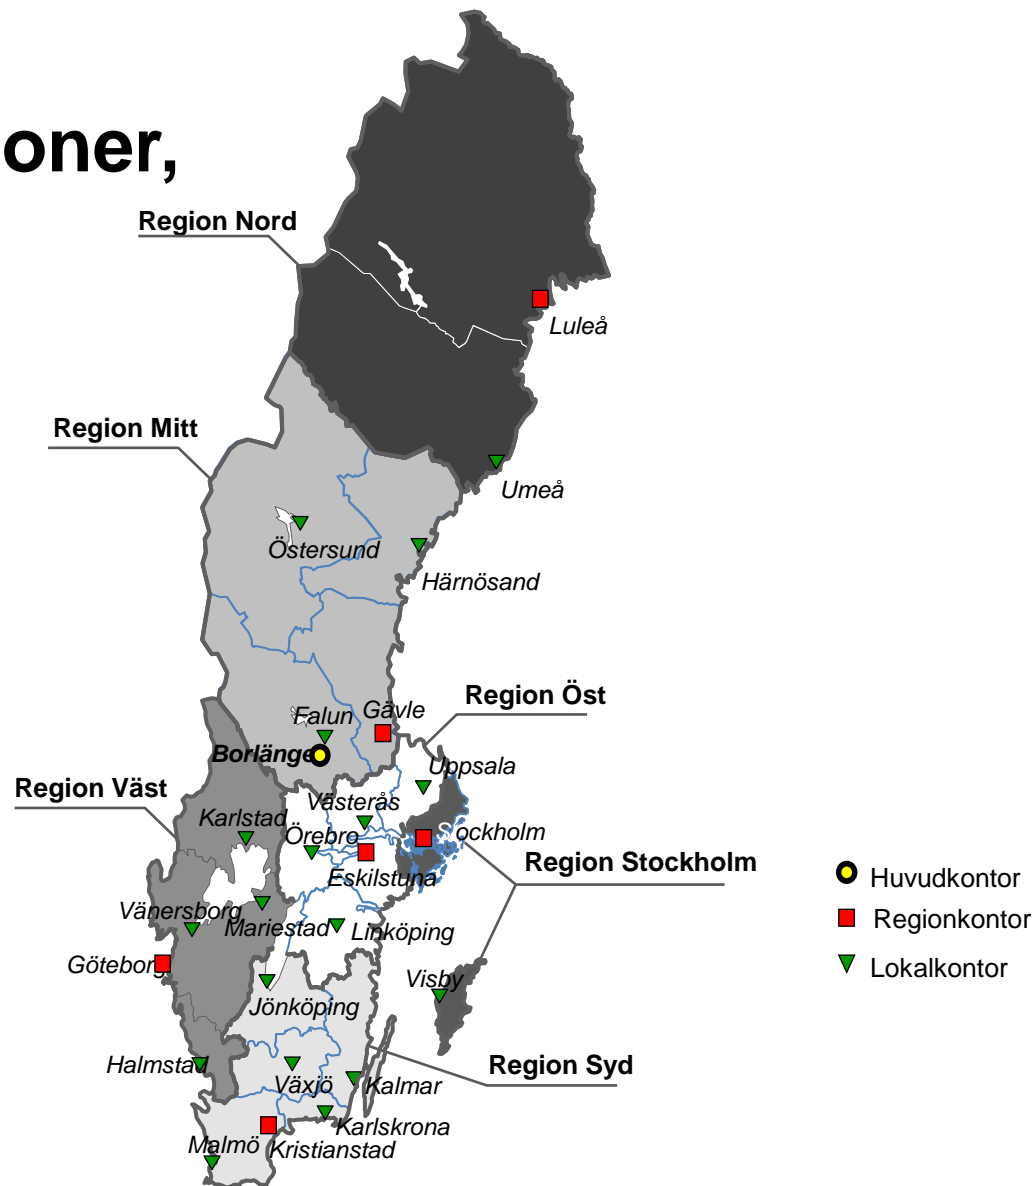 oner,
Region Nord
Luleå
Region Mitt
Umeå
Östersund
Härnösand
Region Öst
Gävle
Falun
Borlänge
Uppsala
Region Väst
Västerås
Karlstad
Örebro
Sockholm
Region Stockholm
Eskilstuna
Huvudkontor
Vänersborg
Mariestad
Linköping
Regionkontor
Göteborg
Visby
Lokalkontor
Jönköping
Halmstad
Region Syd
Växjö
Kalmar
Karlskrona
Malmö
Kristianstad